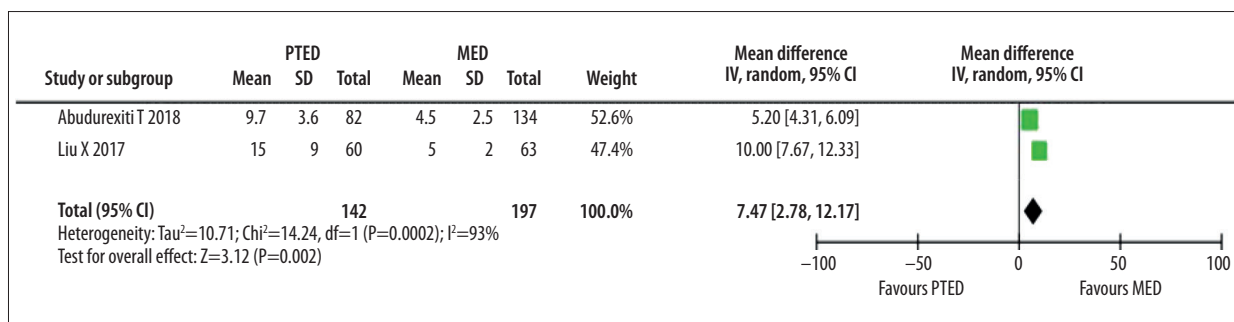 PTED MED Mean difference Mean difference
Study or subgroup Mean SD Total Mean SD Total Weight IV, random, 95% CI IV, random, 95% CI
Abudurexiti T 2018 9.7 3.6 82 4.5 2.5 134 52.6% 5.20 [4.31, 6.09]
Liu X 2017 15 9 60 5 2 63 47.4% 10.00 [7.67, 12.33]
Total (95% CI) 142 197 100.0% 7.47 [2.78, 12.17]
Heterogeneity: Tau²=10.71; Chi²=14.24, df=1 (P=0.0002); I²=93%
Test for overall effect: Z=3.12 (P=0.002)
−100 −50 0 50 100
Favours PTED Favours MED